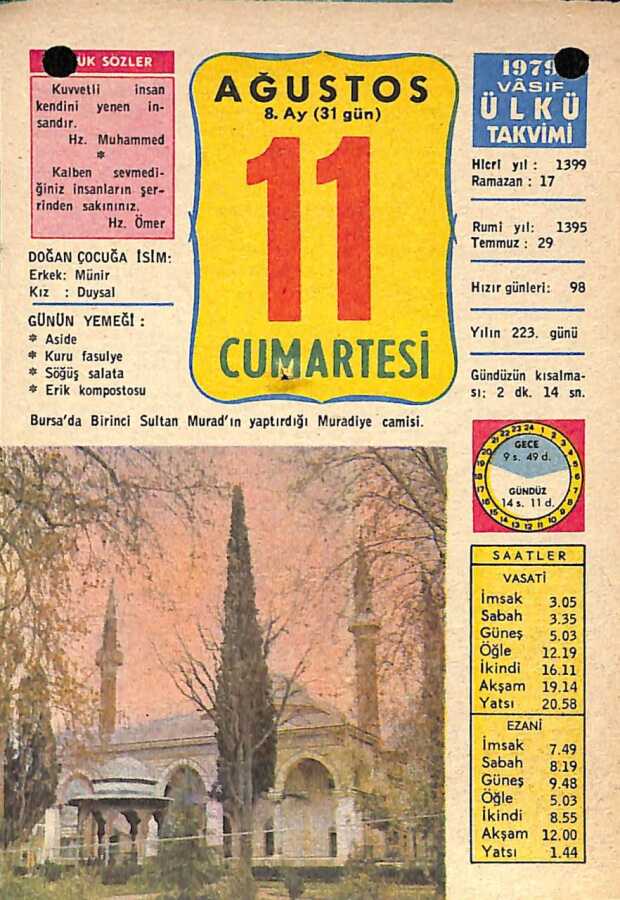 ÜK SÖZLER
Kuvvetli insan
kendini yenen in-
sandır.
Hz. Muhammed
*
Kalben sevmedi-
ğiniz insanların şer-
rinden sakınınız.
Hz. Ömer
DOĞAN ÇOCUĞA İSİM:
Erkek: Münir
Kız : Duysal
GÜNÜN YEMEĞİ :
* Aside
* Kuru fasulye
* Söğüş salata
* Erik kompostosu
AĞUSTOS
8. Ay (31 gün)
11
CUMARTESİ
1979
VÂSIF
ÜLKÜ
TAKVİMİ
Hicri yıl : 1399
Ramazan : 17
Rumi yıl: 1395
Temmuz : 29
Hızır günleri: 98
Yılın 223. günü
Gündüzün kısalma-
sı: 2 dk. 14 sn.
Bursa'da Birinci Sultan Murad'ın yaptırdığı Muradiye camisi.
GECE
9 s. 49 d.
GÜNDÜZ
14 s. 11 d.
SAATLER
VASATİ
İmsak 3.05
Sabah 3.35
Güneş 5.03
Öğle 12.19
İkindi 16.11
Akşam 19.14
Yatsı 20.58
EZANİ
İmsak 7.49
Sabah 8.19
Güneş 9.48
Öğle 5.03
İkindi 8.55
Akşam 12.00
Yatsı 1.44